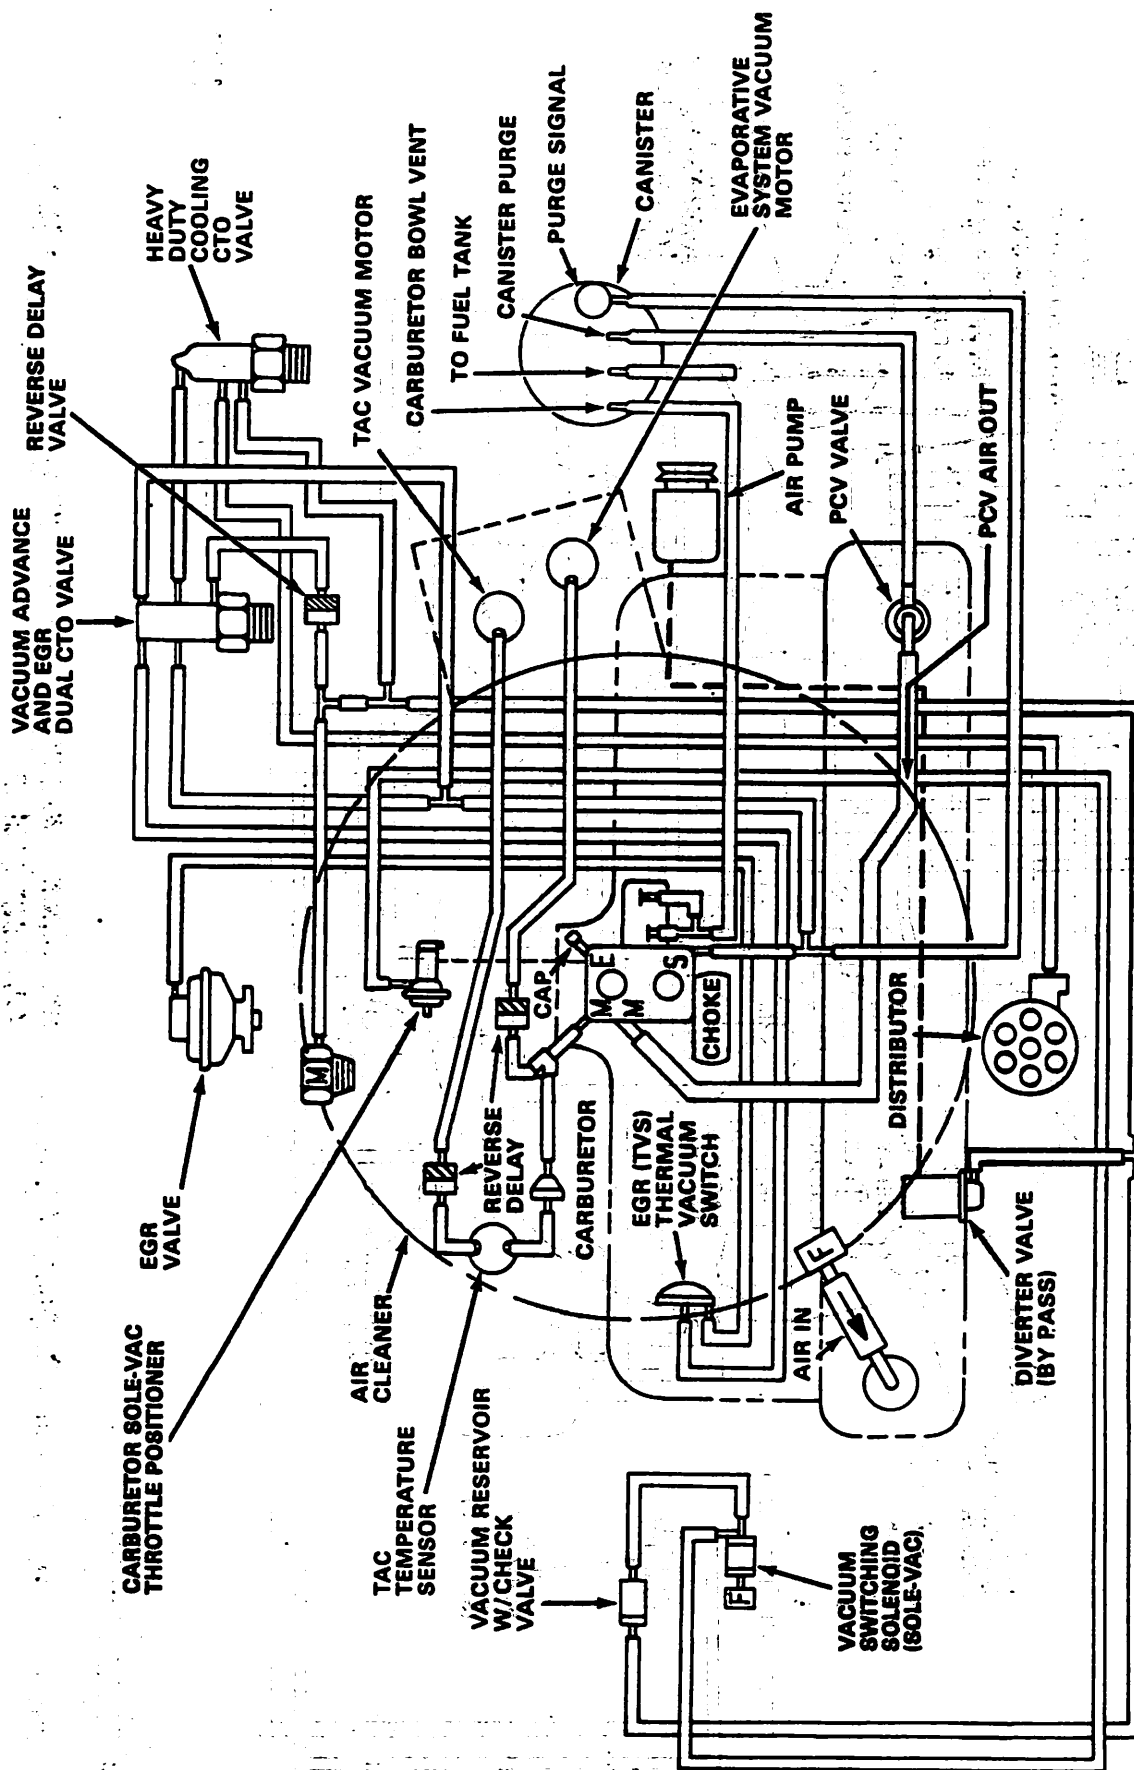 VACUUM ADVANCE
AND EGR
DUAL CTO VALVE
REVERSE DELAY
VALVE
HEAVY
DUTY
COOLING
CTO
VALVE
TAC VACUUM MOTOR
CARBURETOR BOWL VENT
TO FUEL TANK
CANISTER PURGE
PURGE SIGNAL
CANISTER
EVAPORATIVE
SYSTEM VACUUM
MOTOR
AIR PUMP
PCV VALVE
PCV AIR OUT
EGR
VALVE
M
CARBURETOR SOLE-VAC
THROTTLE POSITIONER
AIR
CLEANER
TAC
TEMPERATURE
SENSOR
REVERSE
DELAY
CAP
CARBURETOR
E
S
M
M
CHOKE
EGR (TVS)
THERMAL
VACUUM
SWITCH
DISTRIBUTOR
F
AIR IN
DIVERTER VALVE
(BY PASS)
VACUUM RESERVOIR
W/CHECK
VALVE
F
VACUUM
SWITCHING
SOLENOID
(SOLE-VAC)